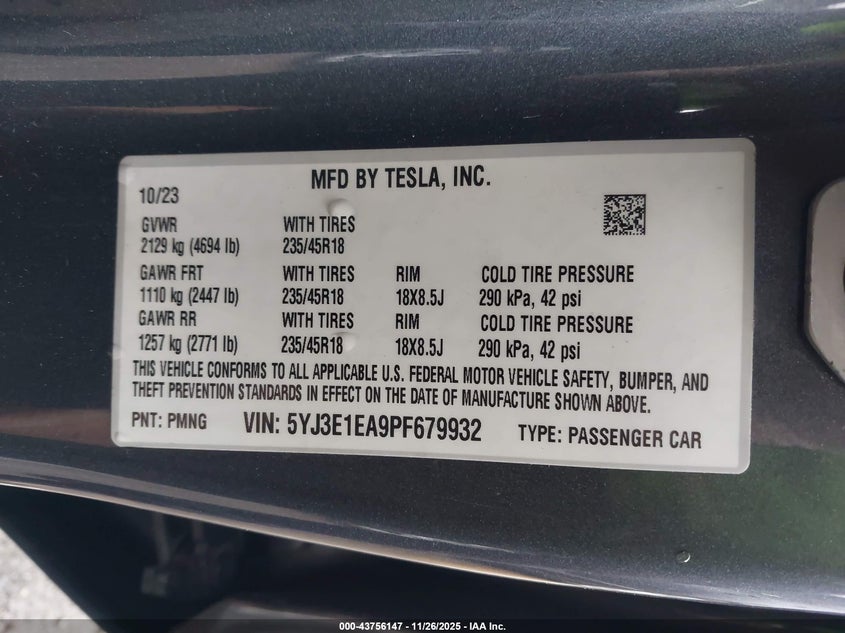 MFD BY TESLA, INC.
10/23
GVWR WITH TIRES
2129 kg (4694 lb) 235/45R18
GAWR FRT WITH TIRES RIM COLD TIRE PRESSURE
1110 kg (2447 lb) 235/45R18 18X8.5J 290 kPa, 42 psi
GAWR RR WITH TIRES RIM COLD TIRE PRESSURE
1257 kg (2771 lb) 235/45R18 18X8.5J 290 kPa, 42 psi
THIS VEHICLE CONFORMS TO ALL APPLICABLE U.S. FEDERAL MOTOR VEHICLE SAFETY, BUMPER, AND
THEFT PREVENTION STANDARDS IN EFFECT ON THE DATE OF MANUFACTURE SHOWN ABOVE.
PNT: PMNG VIN: 5YJ3E1EA9PF679932 TYPE: PASSENGER CAR
000-43756147 - 11/26/2025 - IAA Inc.